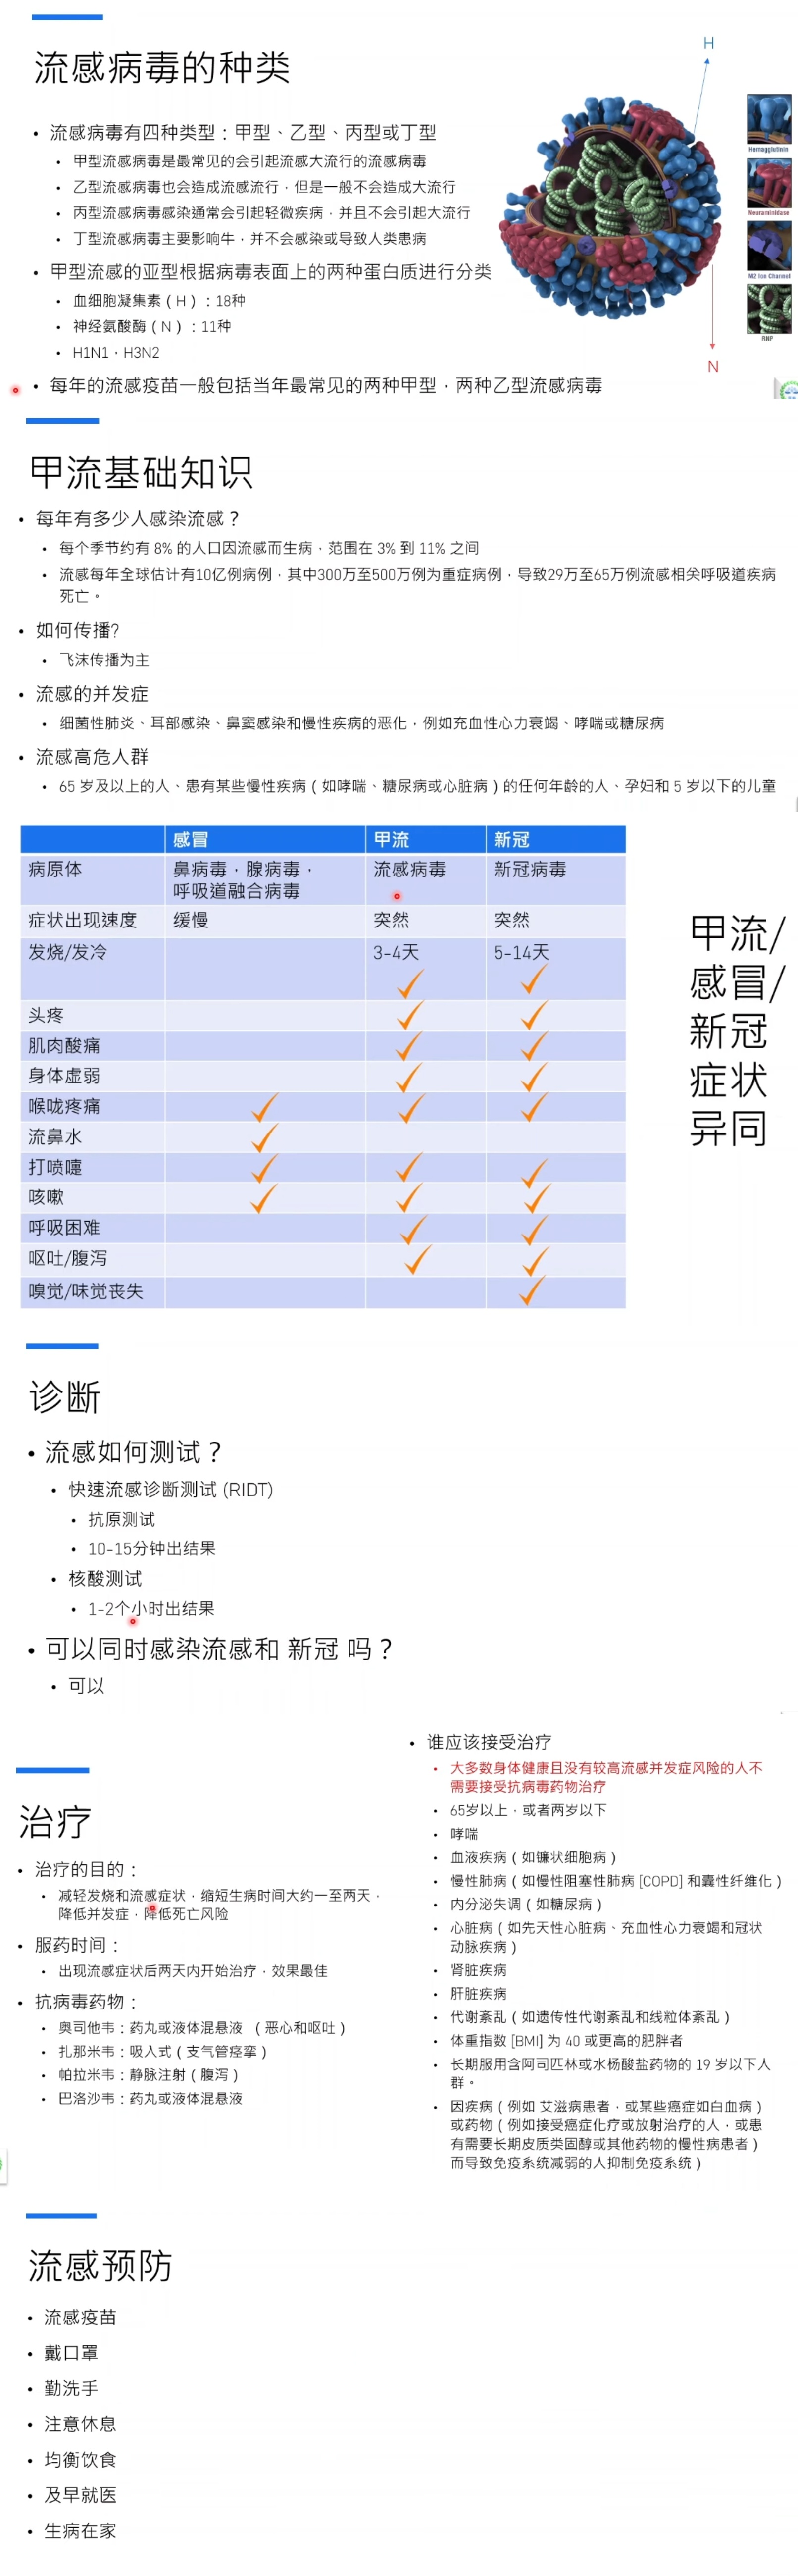 流感病毒的种类
• 流感病毒有四种类型：甲型、乙型、丙型或丁型
• 甲型流感病毒是最常见的会引起流感大流行的流感病毒
• 乙型流感病毒也会造成流感流行，但是一般不会造成大流行
• 丙型流感病毒感染通常会引起轻微疾病，并且不会引起大流行
• 丁型流感病毒主要影响牛，并不会感染或导致人类患病
• 甲型流感的亚型根据病毒表面上的两种蛋白质进行分类
• 血细胞凝集素（H）: 18种
• 神经氨酸酶（N）: 11种
• H1N1，H3N2
• 每年的流感疫苗一般包括当年最常见的两种甲型，两种乙型流感病毒
H
N
Hemagglutinin
Neuraminidase
M2 Ion Channel
RNP
甲流基础知识
• 每年有多少人感染流感？
• 每个季节约有 8% 的人口因流感而生病，范围在 3% 到 11% 之间
• 流感每年全球估计有10亿例病例，其中300万至500万例为重症病例，导致29万至65万例流感相关呼吸道疾病
死亡。
• 如何传播?
• 飞沫传播为主
• 流感的并发症
• 细菌性肺炎、耳部感染、鼻窦感染和慢性疾病的恶化，例如充血性心力衰竭、哮喘或糖尿病
• 流感高危人群
• 65 岁及以上的人、患有某些慢性疾病（如哮喘、糖尿病或心脏病）的任何年龄的人、孕妇和 5 岁以下的儿童
感冒 甲流 新冠
病原体 鼻病毒，腺病毒， 流感病毒 新冠病毒
呼吸道融合病毒
症状出现速度 缓慢 突然 突然
发烧/发冷 3-4天 5-14天
头疼
肌肉酸痛
身体虚弱
喉咙疼痛
流鼻水
打喷嚏
咳嗽
呼吸困难
呕吐/腹泻
嗅觉/味觉丧失
甲流/
感冒/
新冠
症状
异同
诊断
• 流感如何测试？
• 快速流感诊断测试 (RIDT)
• 抗原测试
• 10-15分钟出结果
• 核酸测试
• 1-2个小时出结果
• 可以同时感染流感和 新冠 吗？
• 可以
治疗
• 治疗的目的：
• 减轻发烧和流感症状，缩短生病时间大约一至两天，
降低并发症，降低死亡风险
• 服药时间：
• 出现流感症状后两天内开始治疗，效果最佳
• 抗病毒药物：
• 奥司他韦：药丸或液体混悬液 （恶心和呕吐）
• 扎那米韦：吸入式（支气管痉挛）
• 帕拉米韦：静脉注射（腹泻）
• 巴洛沙韦：药丸或液体混悬液
• 谁应该接受治疗
• 大多数身体健康且没有较高流感并发症风险的人不
需要接受抗病毒药物治疗
• 65岁以上，或者两岁以下
• 哮喘
• 血液疾病（如镰状细胞病）
• 慢性肺病（如慢性阻塞性肺病 [COPD] 和囊性纤维化）
• 内分泌失调（如糖尿病）
• 心脏病（如先天性心脏病、充血性心力衰竭和冠状
动脉疾病）
• 肾脏疾病
• 肝脏疾病
• 代谢紊乱（如遗传性代谢紊乱和线粒体紊乱）
• 体重指数 [BMI] 为 40 或更高的肥胖者
• 长期服用含阿司匹林或水杨酸盐药物的 19 岁以下人
群。
• 因疾病（例如 艾滋病患者，或某些癌症如白血病）
或药物（例如接受癌症化疗或放射治疗的人，或患
有需要长期皮质类固醇或其他药物的慢性病患者）
而导致免疫系统减弱的人抑制免疫系统）
流感预防
• 流感疫苗
• 戴口罩
• 勤洗手
• 注意休息
• 均衡饮食
• 及早就医
• 生病在家